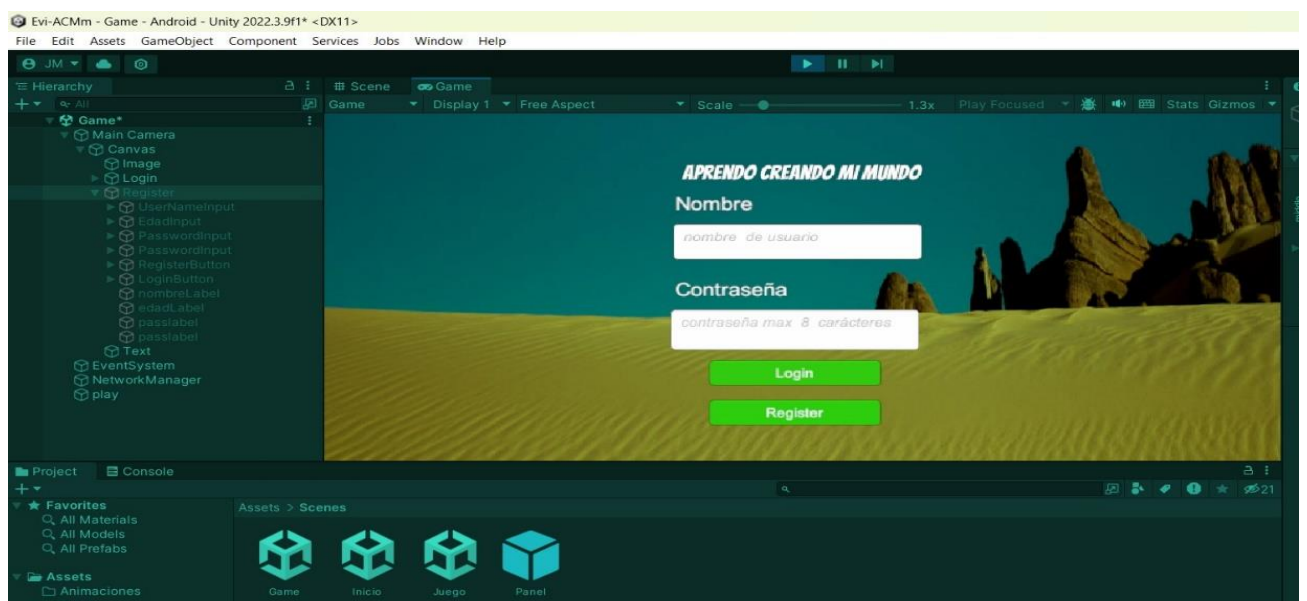 Evi-ACMm - Game - Android - Unity 2022.3.9f1* <DX11>
File Edit Assets GameObject Component Services Jobs Window Help
JM
Hierarchy
Scene Game
All
Game Display 1 Free Aspect Scale 1.3x Play Focused Stats Gizmos
Game*
Main Camera
Canvas
Image
Login
Register
UserNameInput
EdadInput
PasswordInput
PasswordInput
RegisterButton
LoginButton
nombreLabel
edadLabel
passlabel
passlabel
Text
EventSystem
NetworkManager
play
APRENDO CREANDO MI MUNDO
Nombre
nombre de usuario
Contraseña
contraseña max 8 carácteres
Login
Register
Project Console
21
Favorites
All Materials
All Models
All Prefabs
Assets
Animaciones
Assets > Scenes
Game Inicio Juego Panel